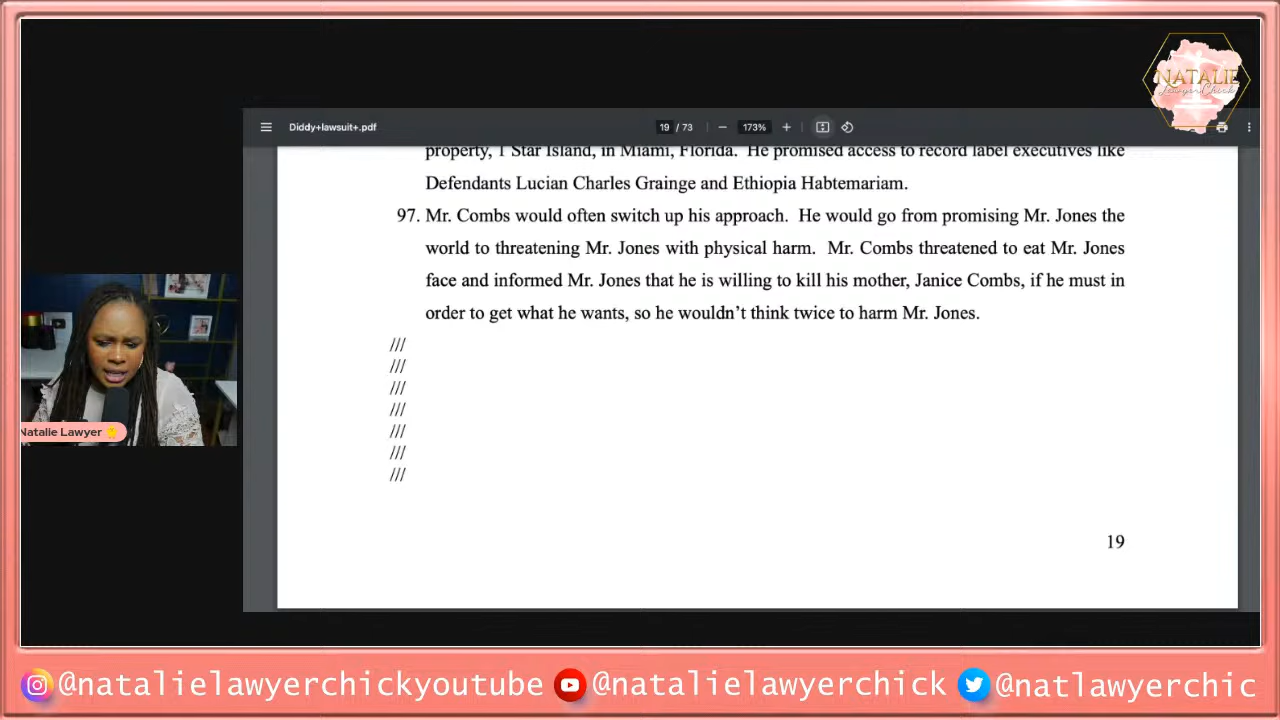 NATALIE
LawyerChick
Diddy+lawsuit+.pdf
19 / 73
173%
property, 1 Star Island, in Miami, Florida. He promised access to record label executives like
Defendants Lucian Charles Grainge and Ethiopia Habtemariam.
97. Mr. Combs would often switch up his approach. He would go from promising Mr. Jones the
world to threatening Mr. Jones with physical harm. Mr. Combs threatened to eat Mr. Jones
face and informed Mr. Jones that he is willing to kill his mother, Janice Combs, if he must in
order to get what he wants, so he wouldn't think twice to harm Mr. Jones.
///
///
///
///
///
///
///
19
Natalie Lawyer
@natalielawyerchickyoutube
@natalielawyerchick
@natlawyerchic